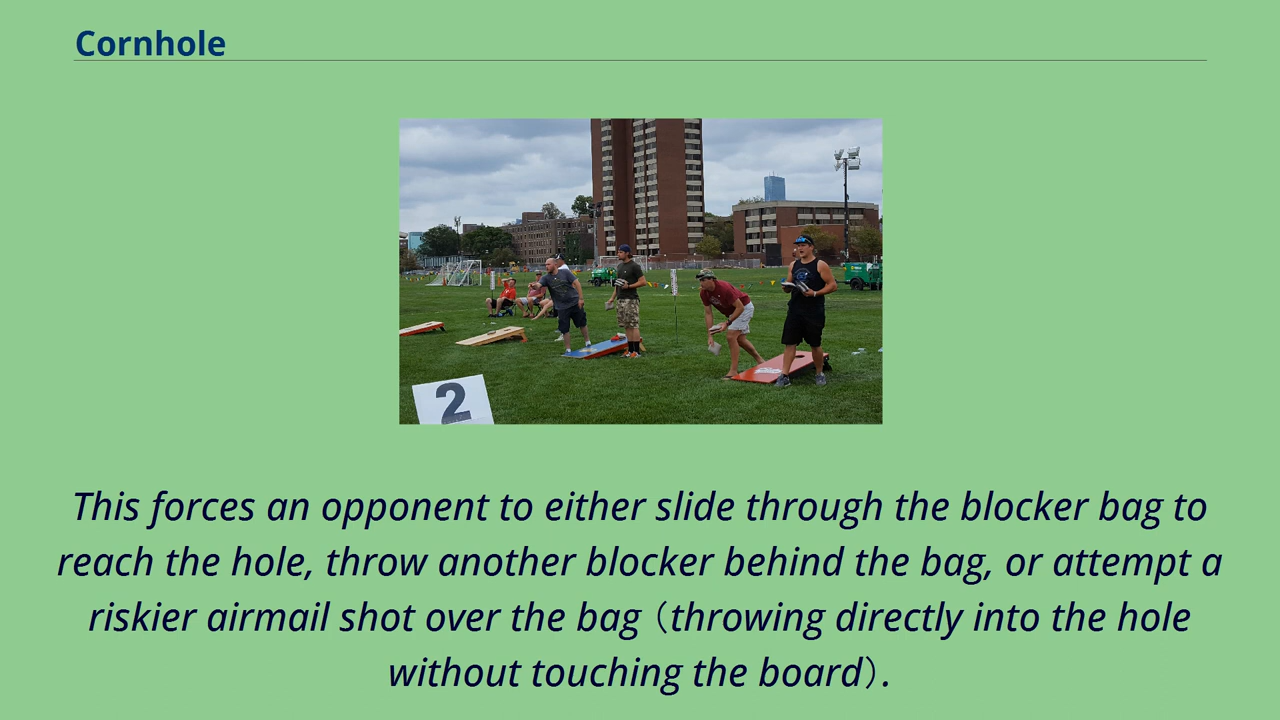 Cornhole
2
This forces an opponent to either slide through the blocker bag to
reach the hole, throw another blocker behind the bag, or attempt a
riskier airmail shot over the bag（throwing directly into the hole
without touching the board）.